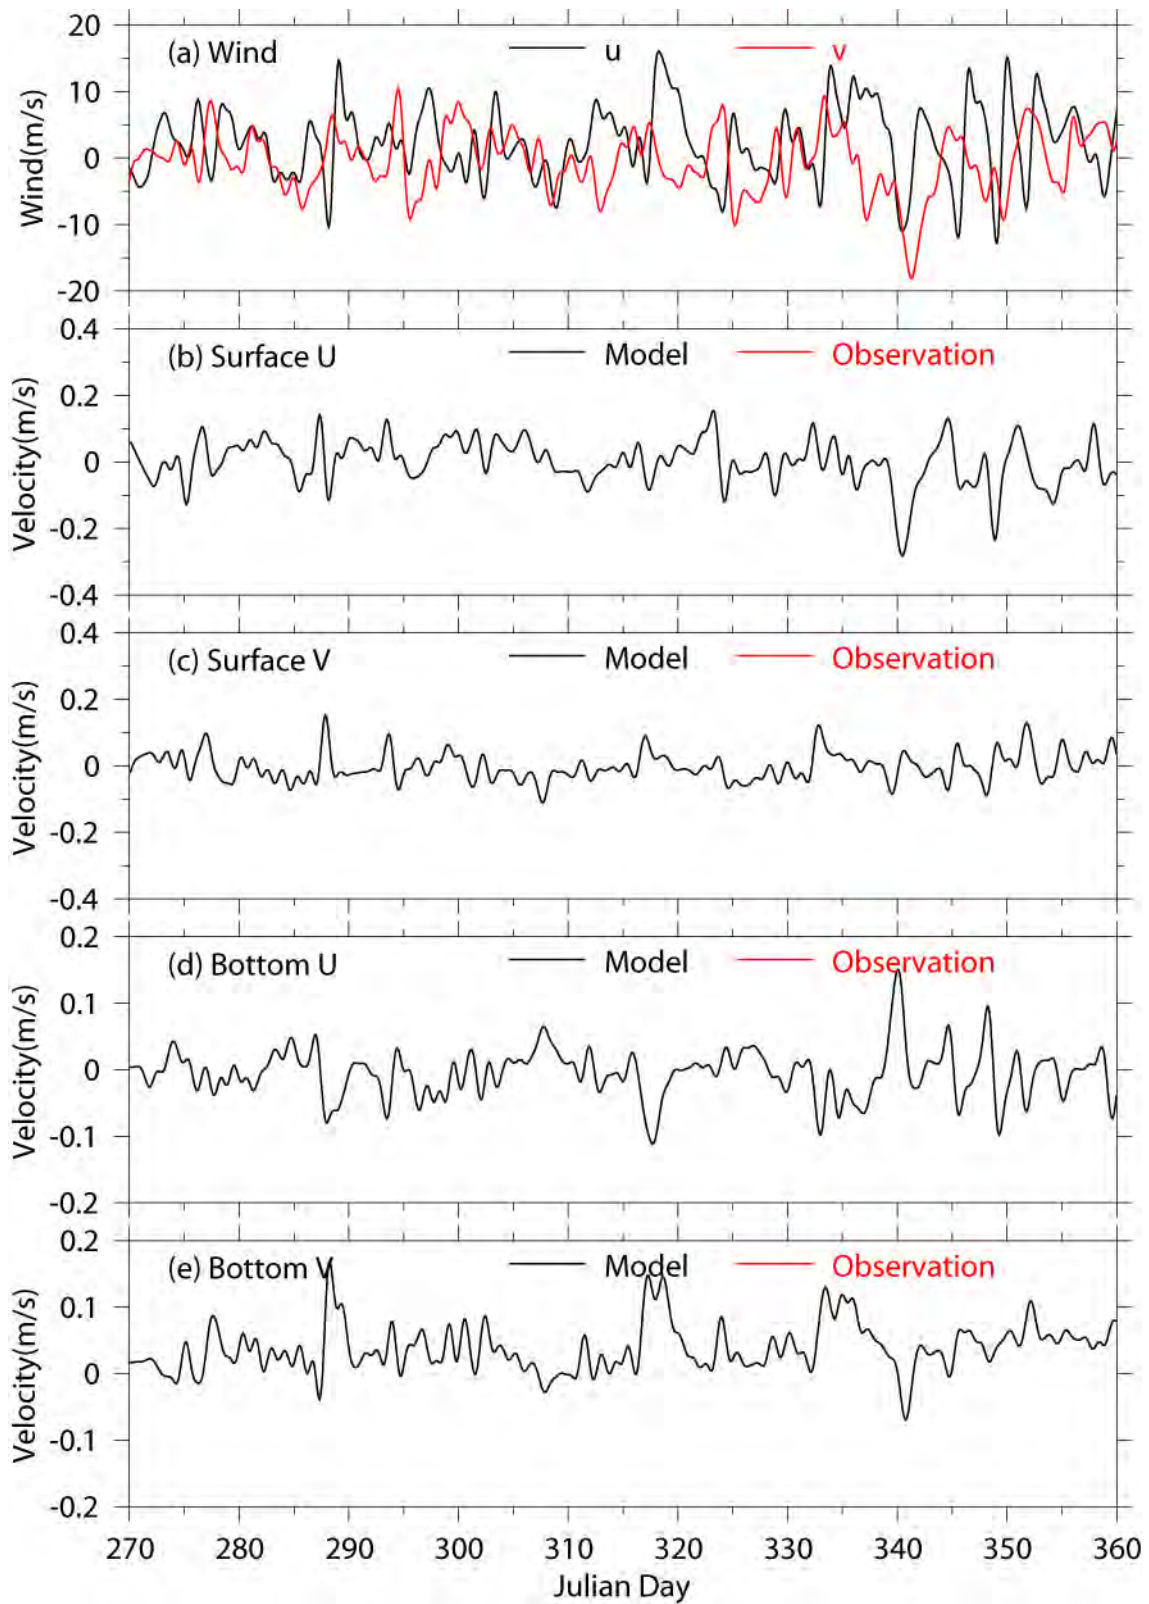 (a) Wind u v
20
10
0
-10
-20
Wind(m/s)
(b) Surface U Model Observation
0.4
0.2
0
-0.2
-0.4
Velocity(m/s)
(c) Surface V Model Observation
0.4
0.2
0
-0.2
-0.4
Velocity(m/s)
(d) Bottom U Model Observation
0.2
0.1
0
-0.1
-0.2
Velocity(m/s)
(e) Bottom V Model Observation
0.2
0.1
0
-0.1
-0.2
Velocity(m/s)
270 280 290 300 310 320 330 340 350 360
Julian Day